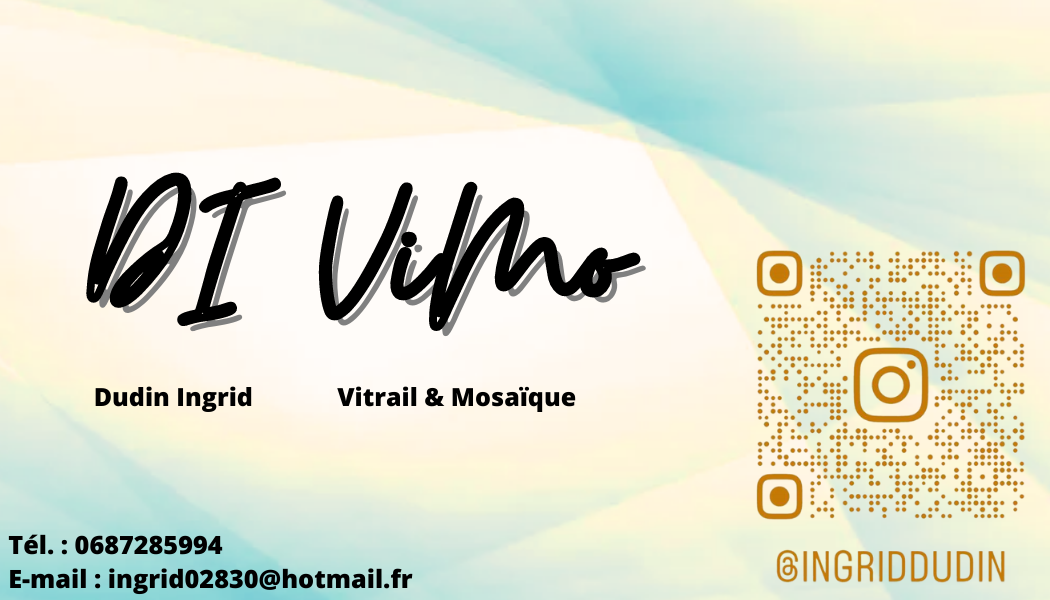 DI ViMo
Dudin Ingrid
Vitrail & Mosaïque
Tél. : 0687285994
E-mail : ingrid02830@hotmail.fr
@INGRIDDUDIN